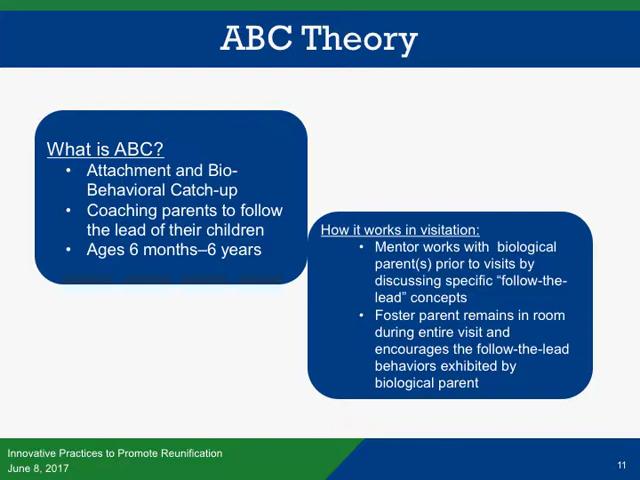 ABC Theory
What is ABC?
• Attachment and Bio-
Behavioral Catch-up
• Coaching parents to follow
the lead of their children
• Ages 6 months–6 years
How it works in visitation:
• Mentor works with  biological
parent(s) prior to visits by
discussing specific “follow-the-
lead” concepts
• Foster parent remains in room
during entire visit and
encourages the follow-the-lead
behaviors exhibited by
biological parent
Innovative Practices to Promote Reunification
June 8, 2017
11